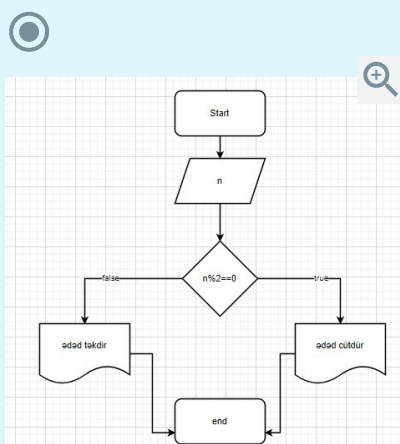 Start
n
n%2==0
false
true
ədəd təkdir
ədəd cütdür
end